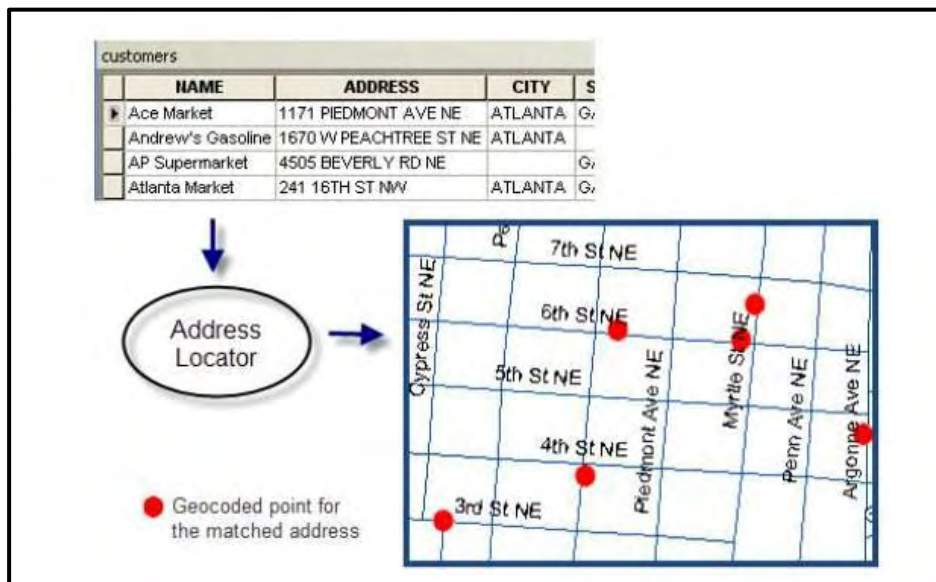 customers
NAME ADDRESS CITY S
Ace Market 1171 PIEDMONT AVE NE ATLANTA GA
Andrew's Gasoline 1670 W PEACHTREE ST NE ATLANTA
AP Supermarket 4505 BEVERLY RD NE GA
Atlanta Market 241 16TH ST NW ATLANTA GA
Address
Locator
Geocoded point for
the matched address
7th St NE
6th St NE
5th St NE
4th St NE
3rd St NE
Cypress St NE
Piedmont Ave NE
Myrtle St NE
Penn Ave NE
Argonne Ave NE